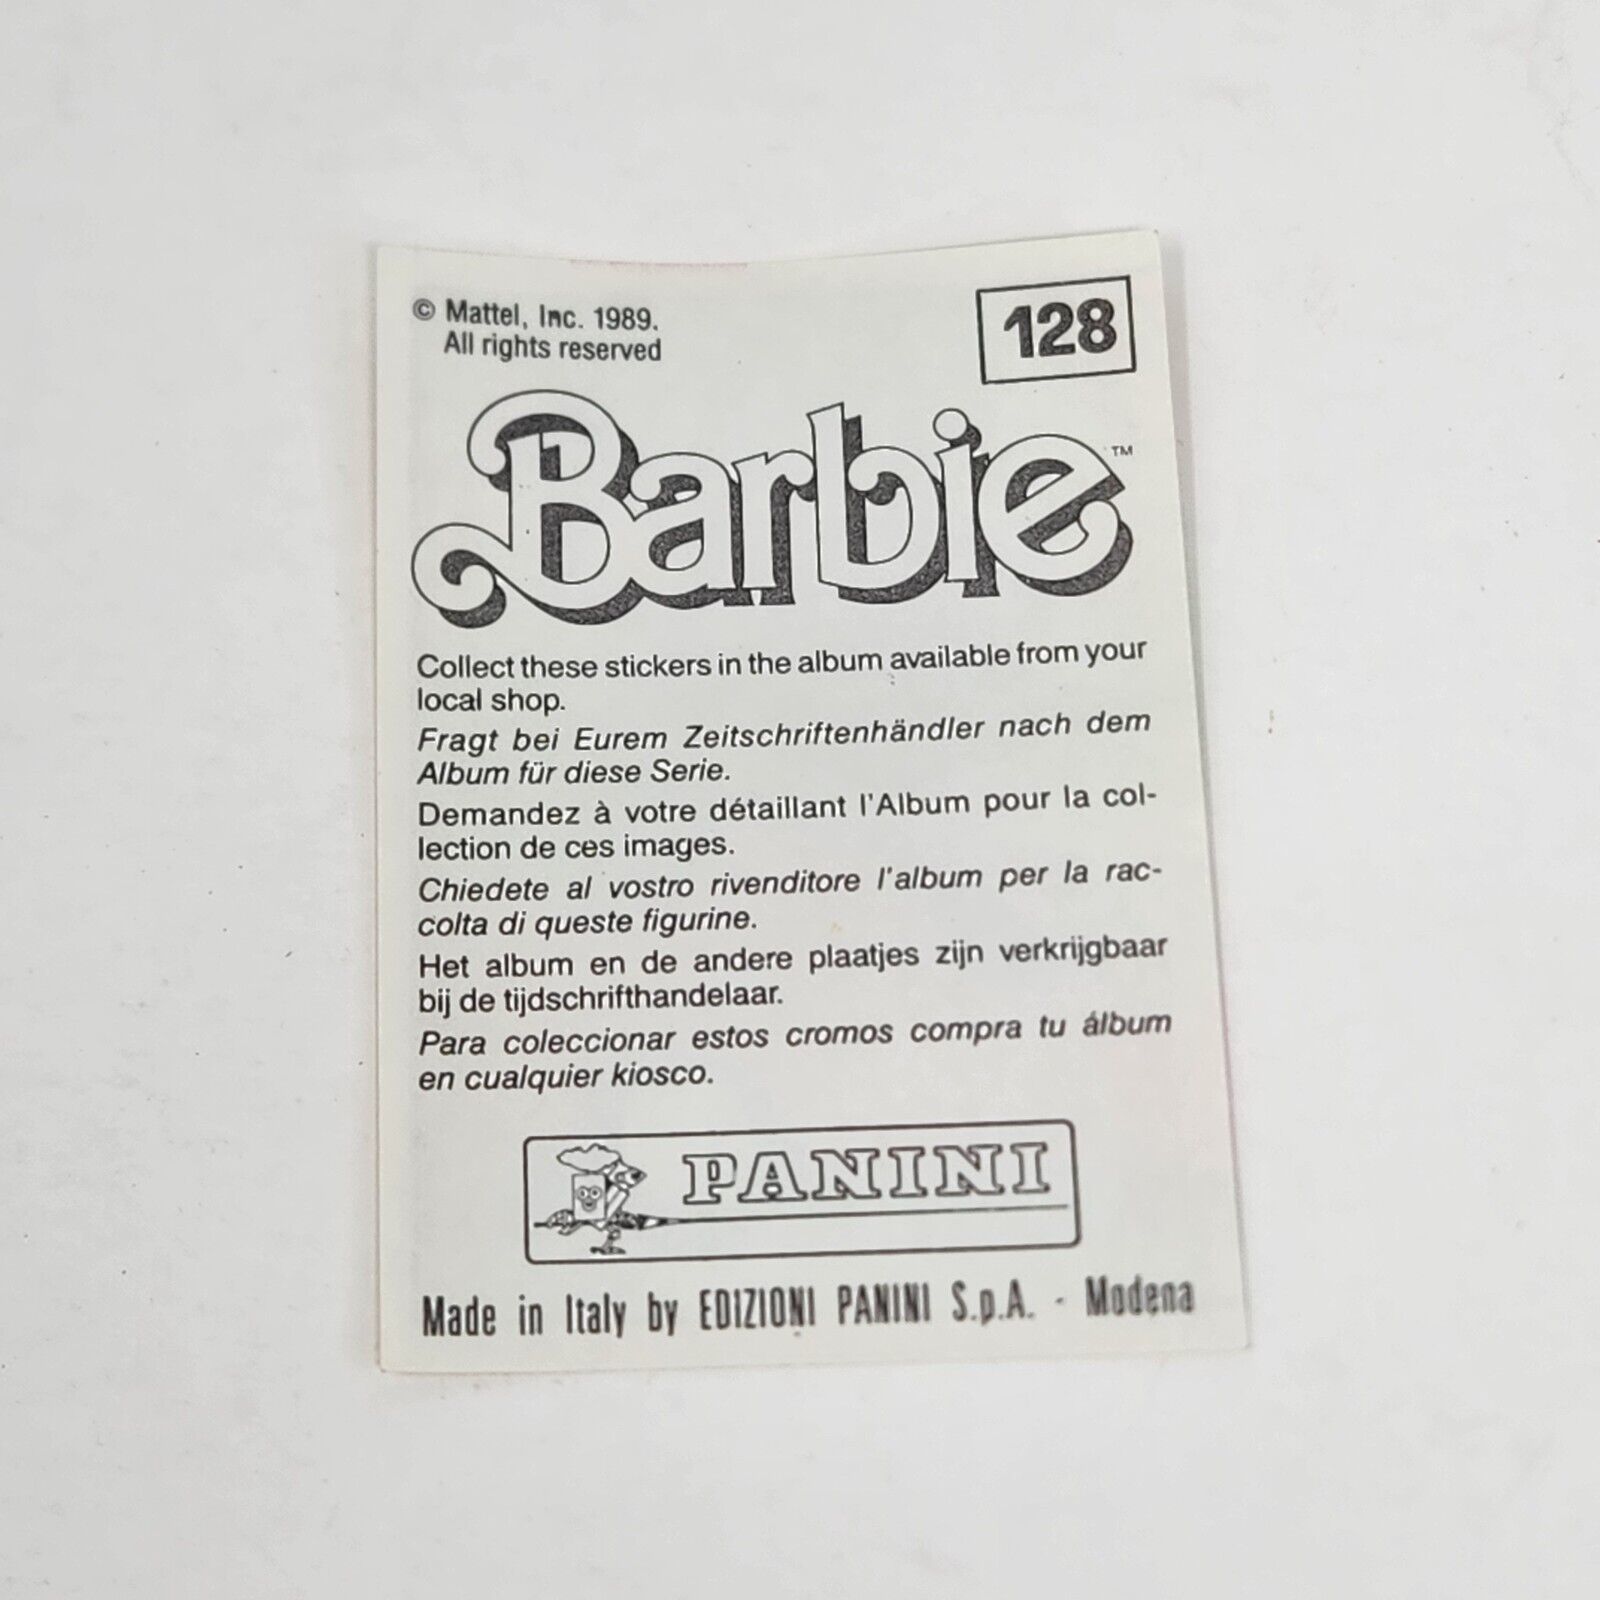 © Mattel, Inc. 1989.
All rights reserved
128
Barbie™
Collect these stickers in the album available from your
local shop.
Fragt bei Eurem Zeitschriftenhändler nach dem
Album für diese Serie.
Demandez à votre détaillant l'Album pour la col-
lection de ces images.
Chiedete al vostro rivenditore l'album per la rac-
colta di queste figurine.
Het album en de andere plaatjes zijn verkrijgbaar
bij de tijdschrifthandelaar.
Para coleccionar estos cromos compra tu álbum
en cualquier kiosco.
PANINI
Made in Italy by EDIZIONI PANINI S.p.A. - Modena